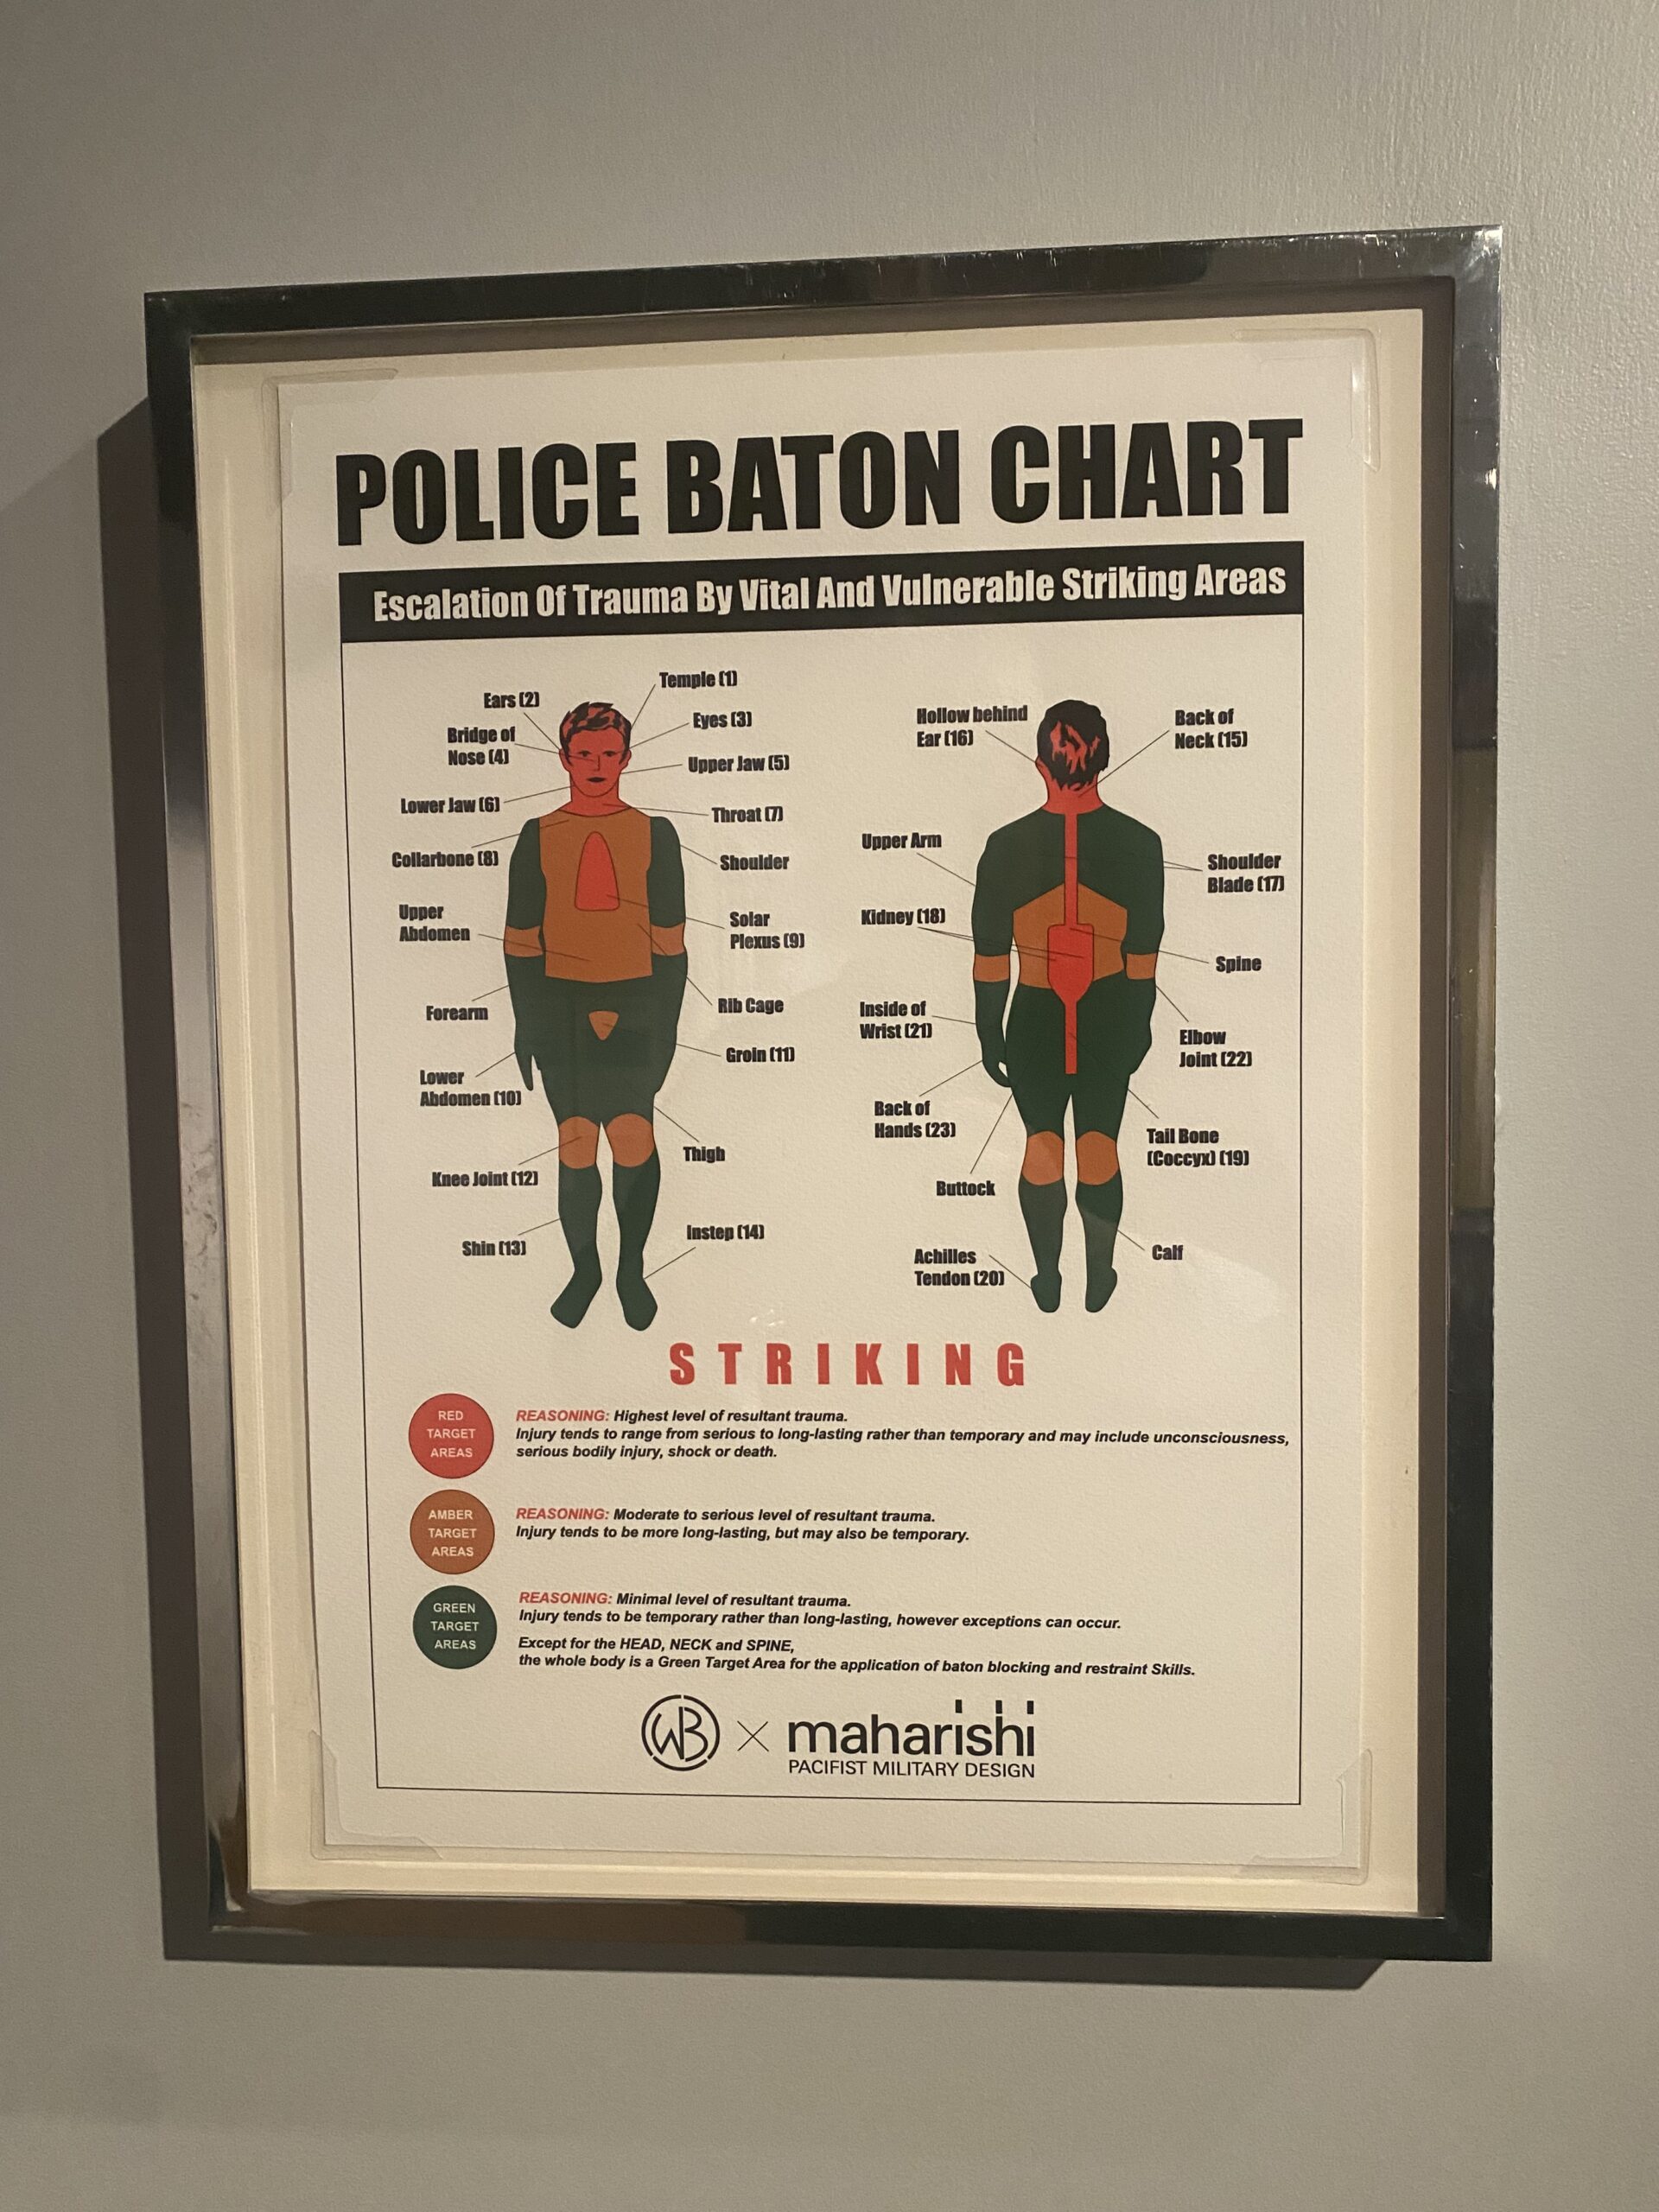 POLICE BATON CHART
Escalation Of Trauma By Vital And Vulnerable Striking Areas
Temple (1)
Ears (2)
Eyes (3)
Bridge of
Nose (4)
Upper Jaw (5)
Lower Jaw (6)
Throat (7)
Collarbone (8)
Shoulder
Upper
Abdomen
Solar
Plexus (9)
Forearm
Rib Cage
Groin (11)
Lower
Abdomen (10)
Thigh
Knee Joint (12)
Instep (14)
Shin (13)
Hollow behind
Ear (16)
Back of
Neck (15)
Upper Arm
Shoulder
Blade (17)
Kidney (18)
Spine
Inside of
Wrist (21)
Elbow
Joint (22)
Back of
Hands (23)
Tail Bone
(Coccyx) (19)
Buttock
Achilles
Tendon (20)
Calf
STRIKING
RED
TARGET
AREAS
REASONING: Highest level of resultant trauma.
Injury tends to range from serious to long-lasting rather than temporary and may include unconsciousness,
serious bodily injury, shock or death.
AMBER
TARGET
AREAS
REASONING: Moderate to serious level of resultant trauma.
Injury tends to be more long-lasting, but may also be temporary.
GREEN
TARGET
AREAS
REASONING: Minimal level of resultant trauma.
Injury tends to be temporary rather than long-lasting, however exceptions can occur.
Except for the HEAD, NECK and SPINE,
the whole body is a Green Target Area for the application of baton blocking and restraint Skills.
WB × maharishi
PACIFIST MILITARY DESIGN